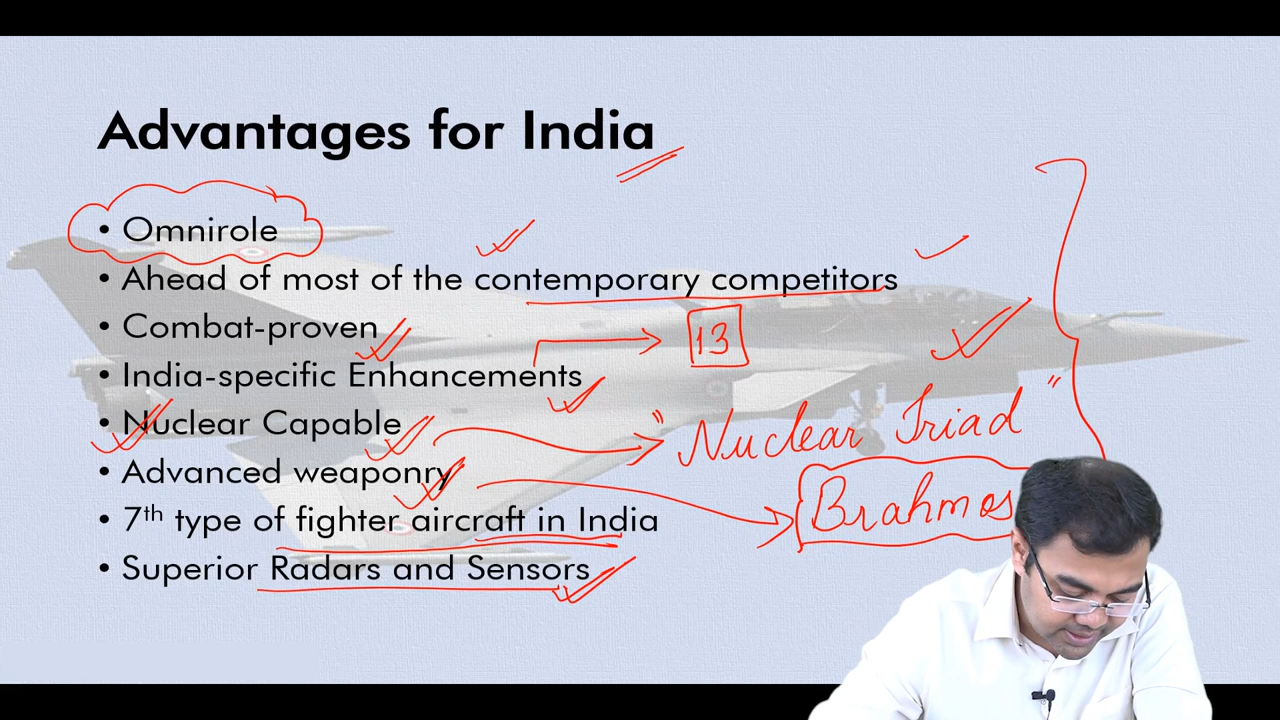 Advantages for India
• Omnirole
• Ahead of most of the contemporary competitors
• Combat-proven
13
• India-specific Enhancements
• Nuclear Capable
"Nuclear Triad"
• Advanced weaponry
Brahmos
• 7th type of fighter aircraft in India
• Superior Radars and Sensors